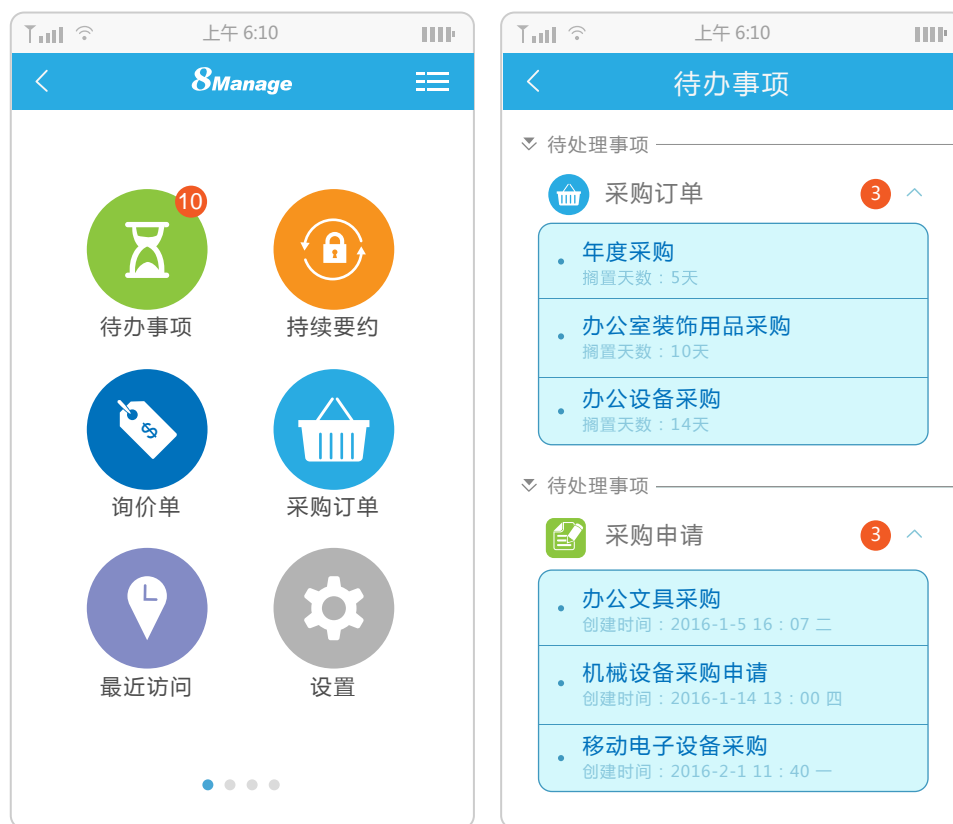 上午 6:10
8Manage
10
待办事项
持续要约
询价单
采购订单
最近访问
设置
上午 6:10
待办事项
待处理事项
采购订单
3
年度采购
搁置天数：5天
办公室装饰用品采购
搁置天数：10天
办公设备采购
搁置天数：14天
待处理事项
采购申请
3
办公文具采购
创建时间：2016-1-5 16：07 二
机械设备采购申请
创建时间：2016-1-14 13：00 四
移动电子设备采购
创建时间：2016-2-1 11：40 一